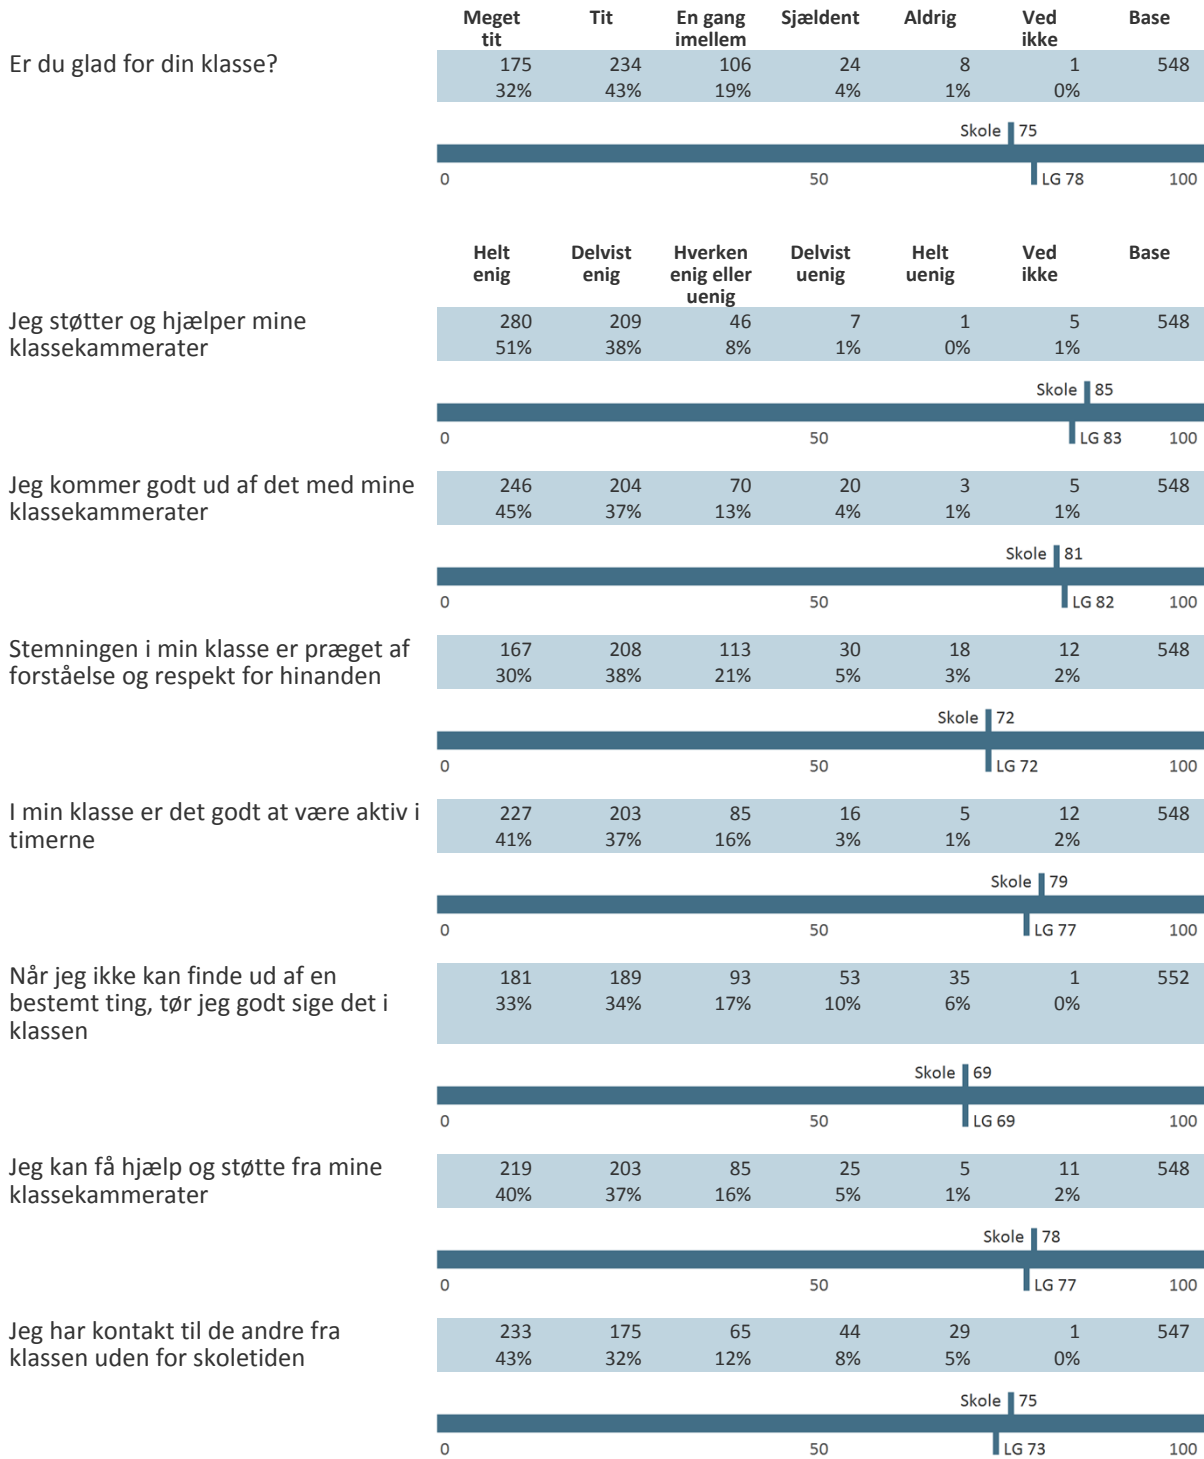 Meget tit Tit En gang imellem Sjældent Aldrig Ved ikke Base
Er du glad for din klasse? 175 234 106 24 8 1 548
32% 43% 19% 4% 1% 0%
Skole 75
0 50 LG 78 100
Helt enig Delvist enig Hverken enig eller uenig Delvist uenig Helt uenig Ved ikke Base
Jeg støtter og hjælper mine 280 209 46 7 1 5 548
klassekammerater 51% 38% 8% 1% 0% 1%
Skole 85
0 50 LG 83 100
Jeg kommer godt ud af det med mine 246 204 70 20 3 5 548
klassekammerater 45% 37% 13% 4% 1% 1%
Skole 81
0 50 LG 82 100
Stemningen i min klasse er præget af 167 208 113 30 18 12 548
forståelse og respekt for hinanden 30% 38% 21% 5% 3% 2%
Skole 72
0 50 LG 72 100
I min klasse er det godt at være aktiv i 227 203 85 16 5 12 548
timerne 41% 37% 16% 3% 1% 2%
Skole 79
0 50 LG 77 100
Når jeg ikke kan finde ud af en 181 189 93 53 35 1 552
bestemt ting, tør jeg godt sige det i 33% 34% 17% 10% 6% 0%
klassen
Skole 69
0 50 LG 69 100
Jeg kan få hjælp og støtte fra mine 219 203 85 25 5 11 548
klassekammerater 40% 37% 16% 5% 1% 2%
Skole 78
0 50 LG 77 100
Jeg har kontakt til de andre fra 233 175 65 44 29 1 547
klassen uden for skoletiden 43% 32% 12% 8% 5% 0%
Skole 75
0 50 LG 73 100